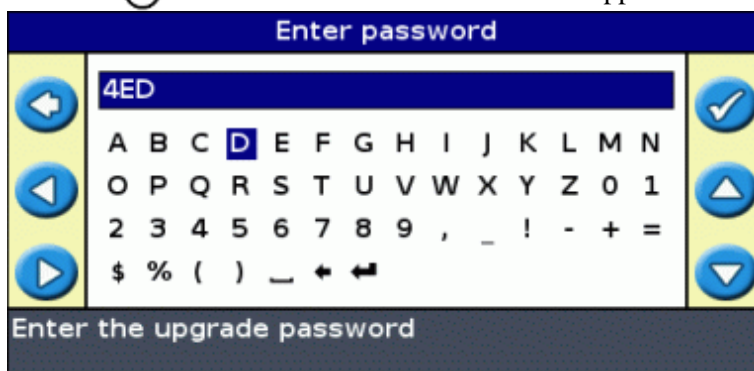 Enter password
4ED
A B C D E F G H I J K L M N
O P Q R S T U V W X Y Z 0 1
2 3 4 5 6 7 8 9 , _ ! - + =
$ % ( )
Enter the upgrade password